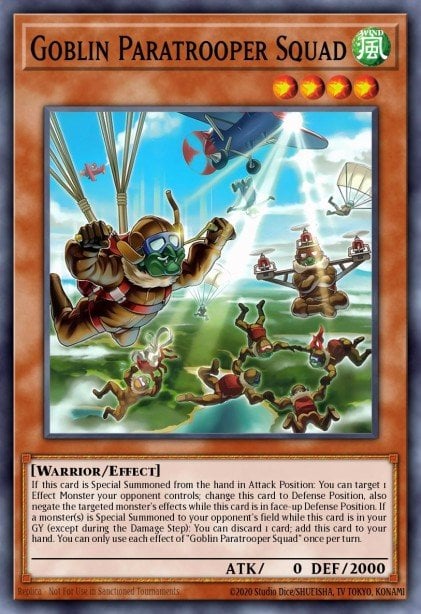 Goblin Paratrooper Squad
WIND
風
[Warrior/Effect]
If this card is Special Summoned from the hand in Attack Position: You can target 1
Effect Monster your opponent controls; change this card to Defense Position, also
negate the targeted monster's effects while this card is in face-up Defense Position. If
a monster(s) is Special Summoned to your opponent's field while this card is in your
GY (except during the Damage Step): You can discard 1 card; add this card to your
hand. You can only use each effect of "Goblin Paratrooper Squad" once per turn.
ATK/ 0 DEF/2000
Replica - Not For Use in Sanctioned Tournaments
©2020 Studio Dice/SHUEISHA, TV TOKYO, KONAMI